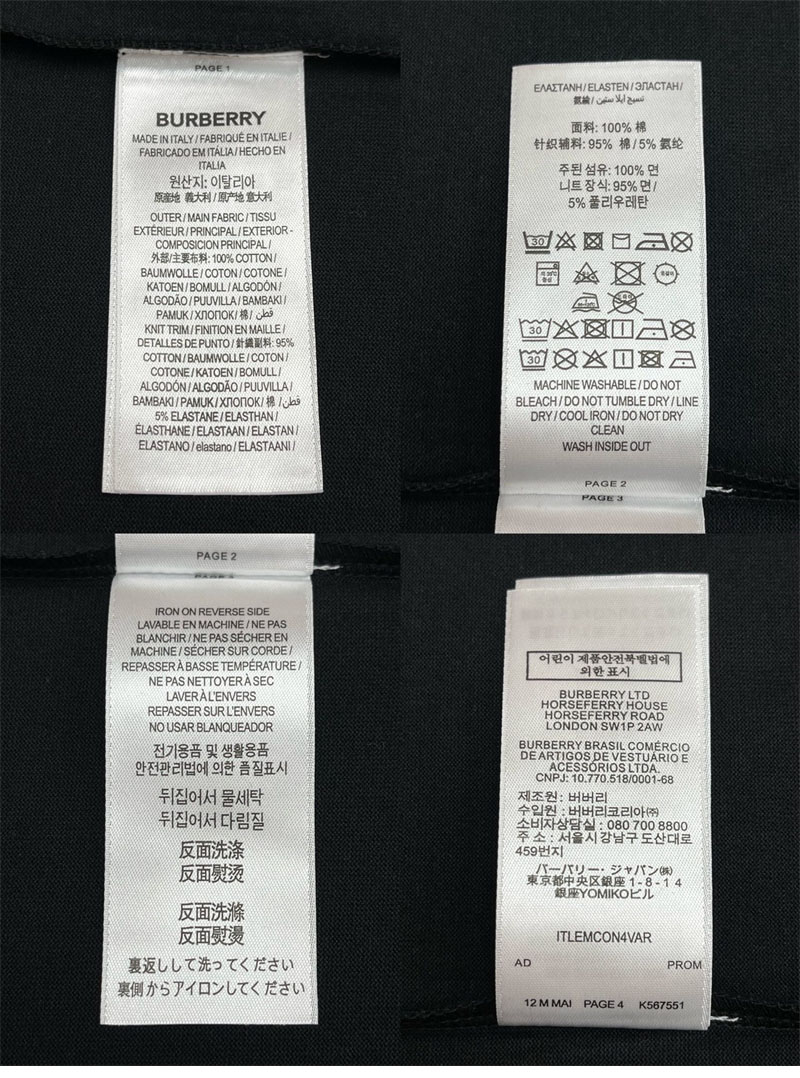 PAGE 1
BURBERRY
MADE IN ITALY / FABRIQUÉ EN ITALIE /
FABRICADO EM ITÁLIA / HECHO EN
ITALIA
원산지: 이탈리아
原産地 義大利 / 原产地 意大利
OUTER / MAIN FABRIC / TISSU
EXTÉRIEUR / PRINCIPAL / EXTERIOR -
COMPOSICIÓN PRINCIPAL /
外部/主要布料: 100% COTTON /
BAUMWOLLE / COTON / COTONE /
KATOEN / BOMULL / ALGODÓN /
ALGODÃO / PUUVILLA / BAMBAKI /
PAMUK / ХЛОПОК / 棉 / قطن
KNIT TRIM / FINITION EN MAILLE /
DETALLES DE PUNTO / 針織副料: 95%
COTTON / BAUMWOLLE / COTON /
COTONE / KATOEN / BOMULL /
ALGODÓN / ALGODÃO / PUUVILLA /
BAMBAKI / PAMUK / ХЛОПОК / 棉 / قطن/
5% ELASTANE / ELASTHAN /
ÉLASTHANE / ELASTAAN / ELASTAN /
ELASTANO / elastano / ELASTAANI /
ΕΛΑΣΤΑΝΗ / ELASTEN / ЭЛАСТАН /
氨綸 / نسيج ايلاستين
面料: 100% 棉
针织辅料: 95% 棉 / 5% 氨纶
주된 섬유: 100% 면
니트 장식: 95% 면 /
5% 폴리우레탄
30
30
30
MACHINE WASHABLE / DO NOT
BLEACH / DO NOT TUMBLE DRY / LINE
DRY / COOL IRON / DO NOT DRY
CLEAN
WASH INSIDE OUT
PAGE 2
PAGE 3
PAGE 2
IRON ON REVERSE SIDE
LAVABLE EN MACHINE / NE PAS
BLANCHIR / NE PAS SÉCHER EN
MACHINE / SÉCHER SUR CORDE /
REPASSER À BASSE TEMPÉRATURE /
NE PAS NETTOYER À SEC
LAVER À L'ENVERS
REPASSER SUR L'ENVERS
NO USAR BLANQUEADOR
전기용품 및 생활용품
안전관리법에 의한 품질표시
뒤집어서 물세탁
뒤집어서 다림질
反面洗涤
反面熨烫
反面洗滌
反面熨燙
裏返しして洗ってください
裏側からアイロンしてください
어린이 제품안전특별법에
의한 표시
BURBERRY LTD
HORSEFERRY HOUSE
HORSEFERRY ROAD
LONDON SW1P 2AW
BURBERRY BRASIL COMÉRCIO
DE ARTIGOS DE VESTUÁRIO E
ACESSÓRIOS LTDA.
CNPJ: 10.770.518/0001-68
제조원: 버버리
수입원 : 버버리코리아㈜
소비자상담실 : 080 700 8800
주 소 : 서울시 강남구 도산대로
459번지
バーバリー・ジャパン㈱
東京都中央区銀座 1-8-14
銀座YOMIKOビル
ITLEMCON4VAR
AD PROM
12 M MAI PAGE 4 K567551